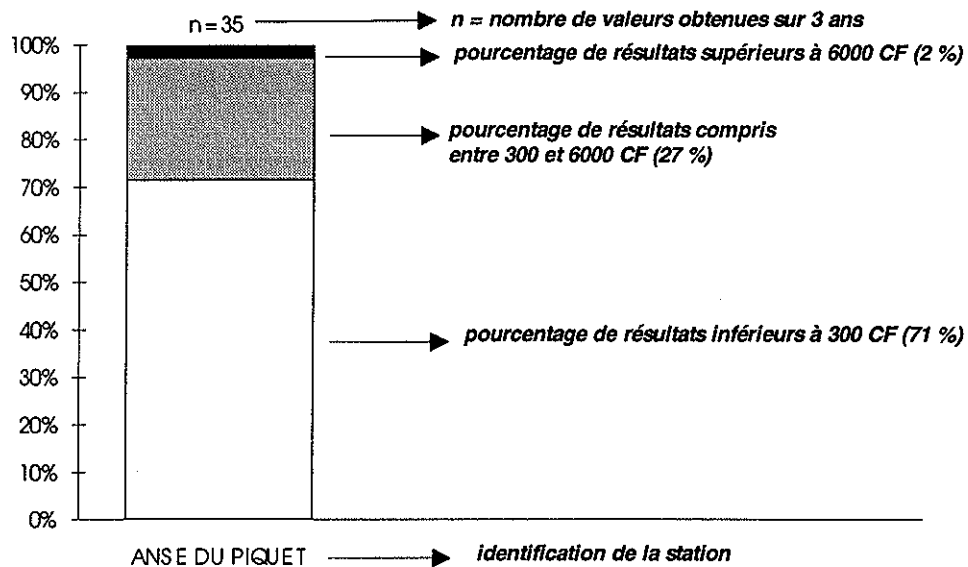 n=35
n = nombre de valeurs obtenues sur 3 ans
100%
pourcentage de résultats supérieurs à 6000 CF (2 %)
90%
80%
pourcentage de résultats compris
entre 300 et 6000 CF (27 %)
70%
60%
50%
40%
pourcentage de résultats inférieurs à 300 CF (71 %)
30%
20%
10%
0%
ANSE DU PIQUET
identification de la station